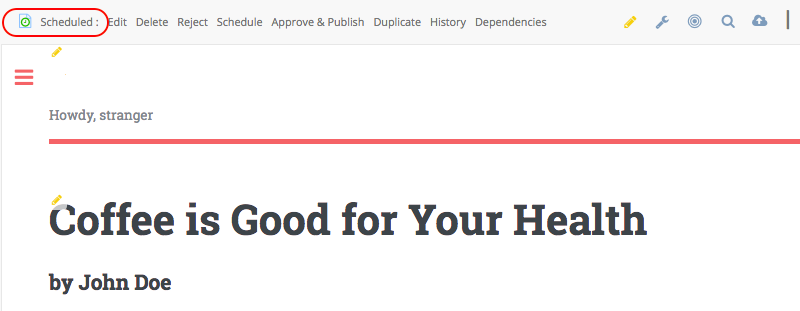 Scheduled : Edit Delete Reject Schedule Approve & Publish Duplicate History Dependencies
Howdy, stranger
Coffee is Good for Your Health
by John Doe